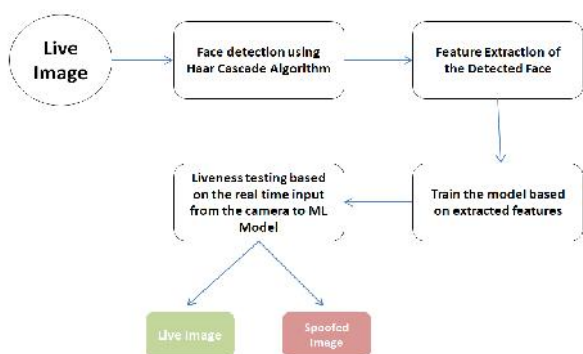 Live
Image
Face detection using
Haar Cascade Algorithm
Feature Extraction of
the Detected Face
Liveness testing based
on the real time input
from the camera to ML
Model
Train the model based
on extracted features
Live Image
Spoofed
Image